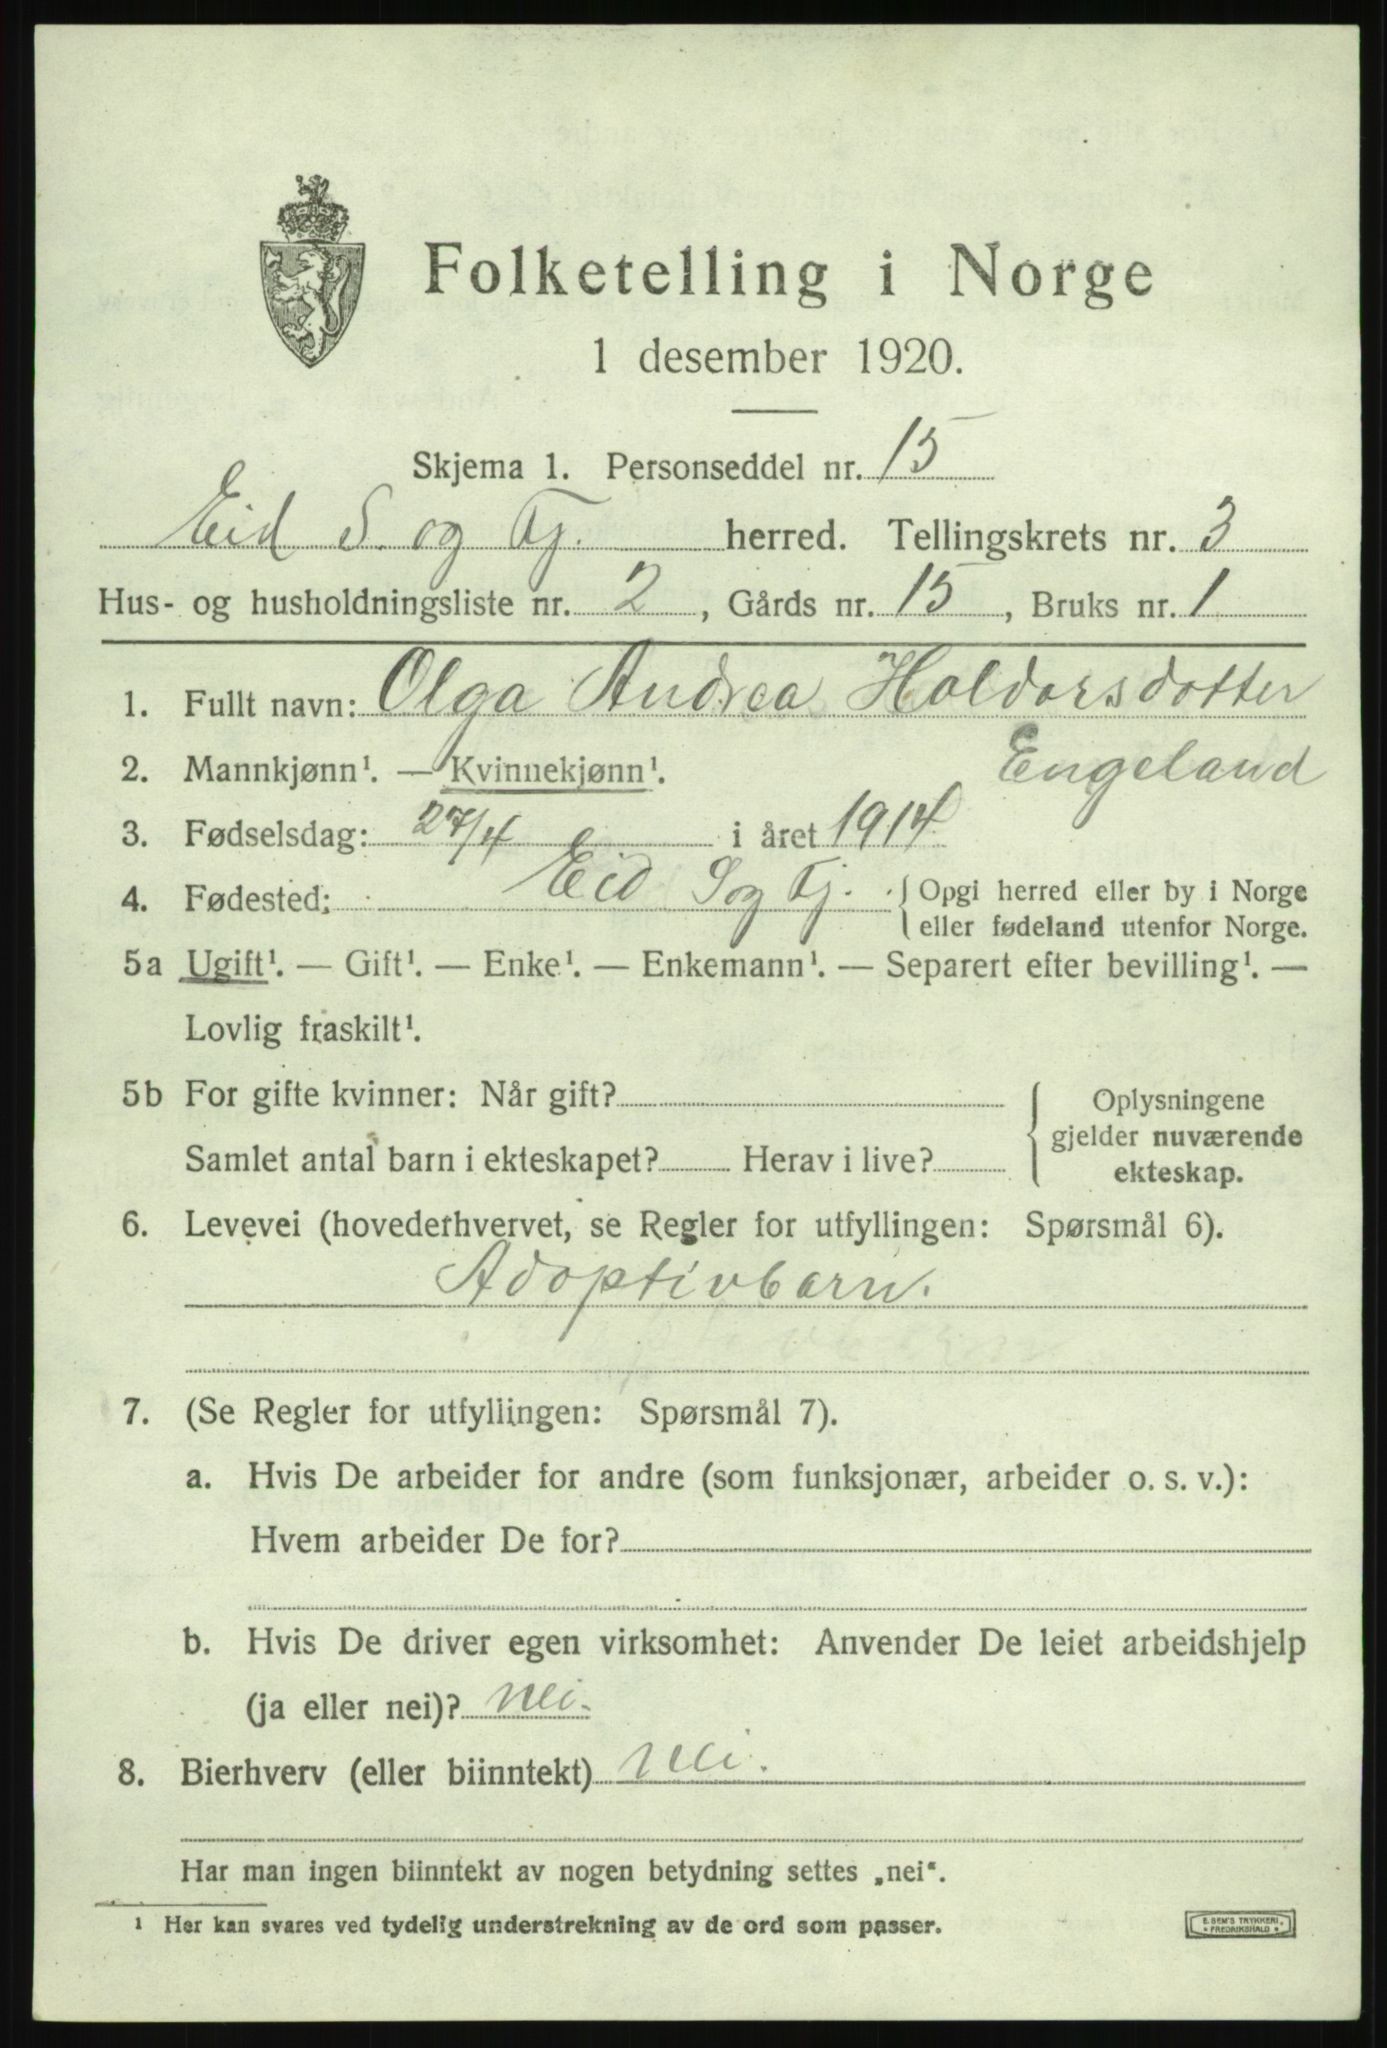 Folketelling i Norge
1 desember 1920.
Skjema 1. Personseddel nr. 15
Eid S. og Fj. herred. Tellingskrets nr. 3
Hus- og husholdningsliste nr. 2, Gårds nr. 15, Bruks nr. 1
1. Fullt navn: Olga Andrea Haldorsdotter
Engeland
2. Mannkjønn¹. — Kvinnekjønn¹.
3. Fødselsdag: 27/4 i året 1914
4. Fødested: Eid S og Fj. {Opgi herred eller by i Norge
eller fødeland utenfor Norge.
5a Ugift¹. — Gift¹. — Enke¹. — Enkemann¹. — Separert efter bevilling¹. —
Lovlig fraskilt¹.
5b For gifte kvinner: Når gift?
Samlet antal barn i ekteskapet? Herav i live?
Oplysningene
gjelder nuværende
ekteskap.
6. Levevei (hovederhvervet, se Regler for utfyllingen: Spørsmål 6).
Adoptivbarn.
7. (Se Regler for utfyllingen: Spørsmål 7).
a. Hvis De arbeider for andre (som funksjonær, arbeider o. s. v.):
Hvem arbeider De for?
b. Hvis De driver egen virksomhet: Anvender De leiet arbeidshjelp
(ja eller nei)? nei.
8. Bierhverv (eller biinntekt) nei.
Har man ingen biinntekt av nogen betydning settes „nei“.
¹ Her kan svares ved tydelig understrekning av de ord som passer.
E. SEM'S TRYKKERI
* FREDRIKSHALD *